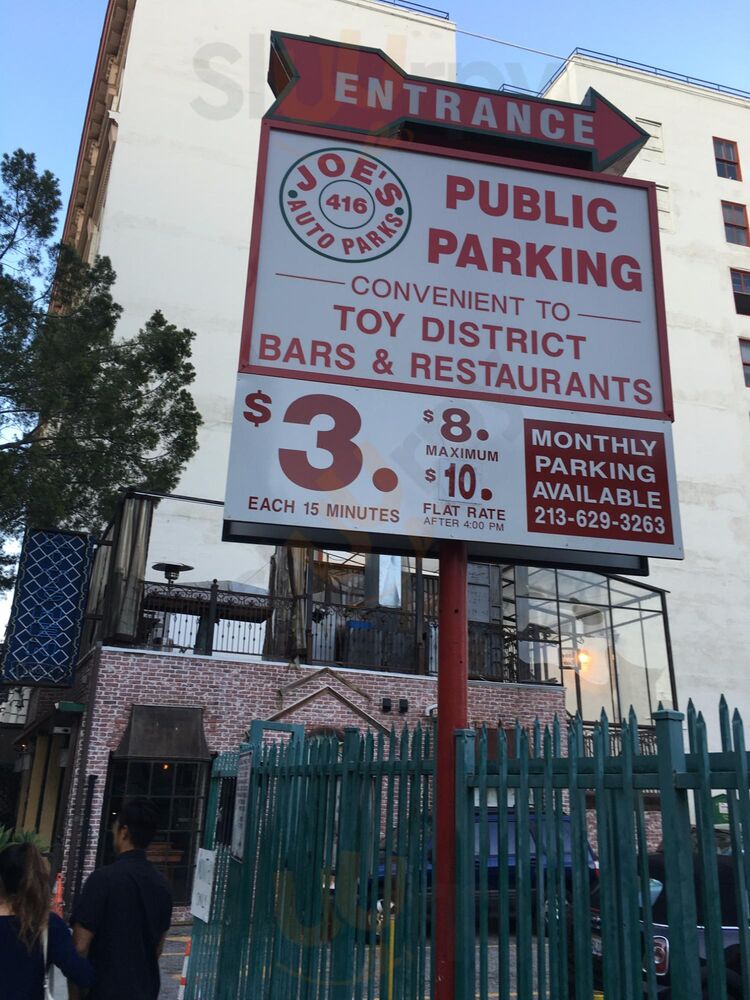 ENTRANCE
JOE'S
416
AUTO PARKS
PUBLIC
PARKING
CONVENIENT TO
TOY DISTRICT
BARS & RESTAURANTS
$3.
EACH 15 MINUTES
$8.
MAXIMUM
$10.
FLAT RATE
AFTER 4:00 PM
MONTHLY
PARKING
AVAILABLE
213-629-3263